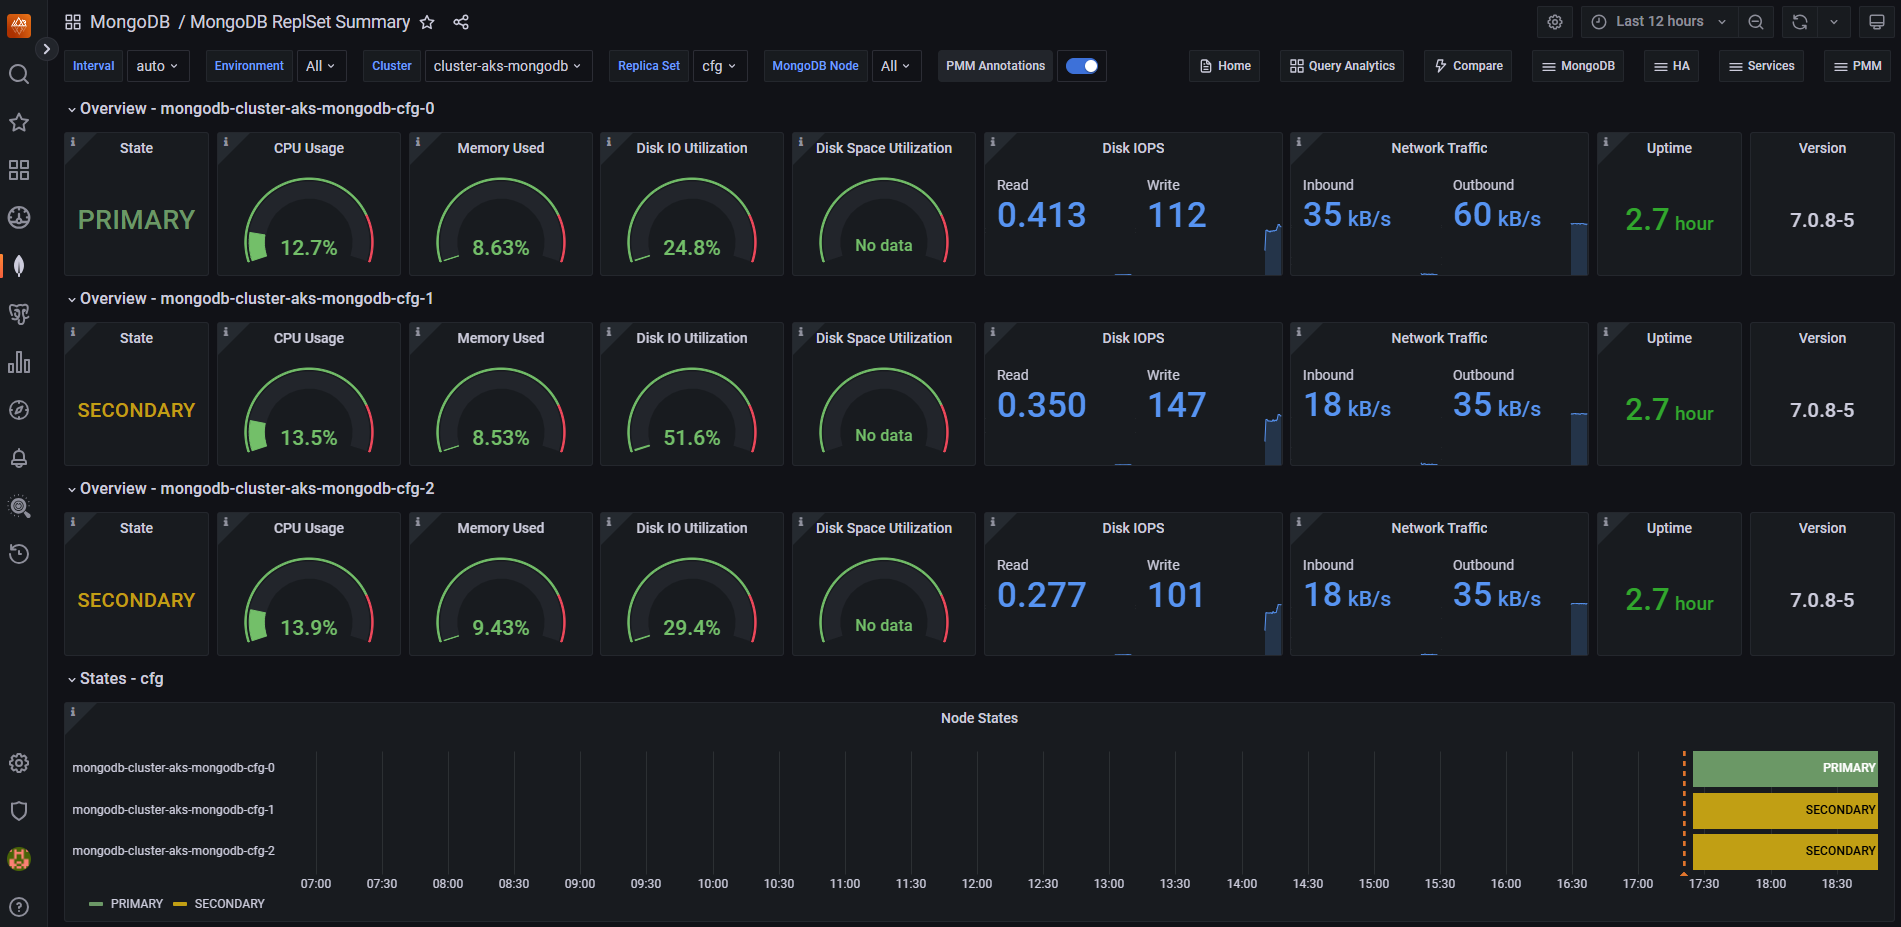 MongoDB / MongoDB ReplSet Summary
Last 12 hours
Interval auto Environment All Cluster cluster-aks-mongodb Replica Set cfg MongoDB Node All PMM Annotations Home Query Analytics Compare MongoDB HA Services PMM
Overview - mongodb-cluster-aks-mongodb-cfg-0
State CPU Usage Memory Used Disk IO Utilization Disk Space Utilization Disk IOPS Network Traffic Uptime Version
Read Write Inbound Outbound
PRIMARY 12.7% 8.63% 24.8% No data 0.413 112 35 kB/s 60 kB/s 2.7 hour 7.0.8-5
Overview - mongodb-cluster-aks-mongodb-cfg-1
State CPU Usage Memory Used Disk IO Utilization Disk Space Utilization Disk IOPS Network Traffic Uptime Version
Read Write Inbound Outbound
SECONDARY 13.5% 8.53% 51.6% No data 0.350 147 18 kB/s 35 kB/s 2.7 hour 7.0.8-5
Overview - mongodb-cluster-aks-mongodb-cfg-2
State CPU Usage Memory Used Disk IO Utilization Disk Space Utilization Disk IOPS Network Traffic Uptime Version
Read Write Inbound Outbound
SECONDARY 13.9% 9.43% 29.4% No data 0.277 101 18 kB/s 35 kB/s 2.7 hour 7.0.8-5
States - cfg
Node States
mongodb-cluster-aks-mongodb-cfg-0 PRIMARY
mongodb-cluster-aks-mongodb-cfg-1 SECONDARY
mongodb-cluster-aks-mongodb-cfg-2 SECONDARY
07:00 07:30 08:00 08:30 09:00 09:30 10:00 10:30 11:00 11:30 12:00 12:30 13:00 13:30 14:00 14:30 15:00 15:30 16:00 16:30 17:00 17:30 18:00 18:30
PRIMARY SECONDARY